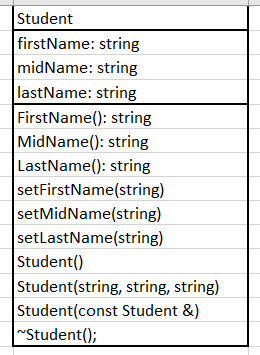 Student
firstName: string
midName: string
lastName: string
FirstName(): string
MidName(): string
LastName(): string
setFirstName(string)
setMidName(string)
setLastName(string)
Student()
Student(string, string, string)
Student(const Student &)
~Student();